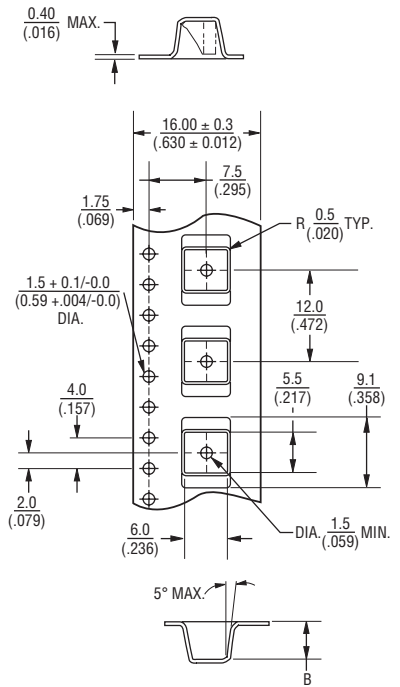 0.40
(.016) MAX.
16.00 ± 0.3
(.630 ± 0.012)
7.5
(.295)
1.75
(.069)
R 0.5
(.020) TYP.
1.5 + 0.1/-0.0
(0.59 +.004/-0.0)
DIA.
12.0
(.472)
5.5
(.217)
9.1
(.358)
4.0
(.157)
2.0
(.079)
6.0
(.236)
DIA. 1.5
(.059) MIN.
5° MAX.
B